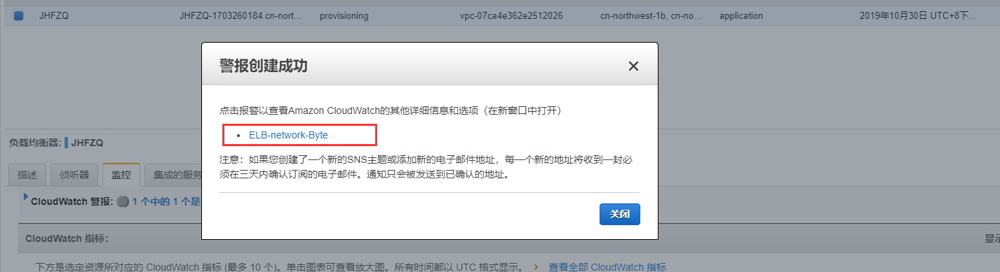 JHFZQ JHFZQ-1703260184.cn-nort... provisioning vpc-07ca4e362e2512026 cn-northwest-1b, cn-no... application 2019年10月30日 UTC+8下...
警报创建成功
点击报警以查看Amazon CloudWatch的其他详细信息和选项（在新窗口中打开）
ELB-network-Byte
注意：如果您创建了一个新的SNS主题或添加新的电子邮件地址，每一个新的地址将收到一封必
须在三天内确认订阅的电子邮件。通知只会被发送到已确认的地址。
关闭
负载均衡器: JHFZQ
描述 侦听器 监控 集成的服务
CloudWatch 警报: 1 个中的 1 个是
CloudWatch 指标: 显示
下方是选定资源所对应的 CloudWatch 指标 (最多 10 个)。单击图表可查看放大图。所有时间都以 UTC 格式显示。 › 查看全部 CloudWatch 指标